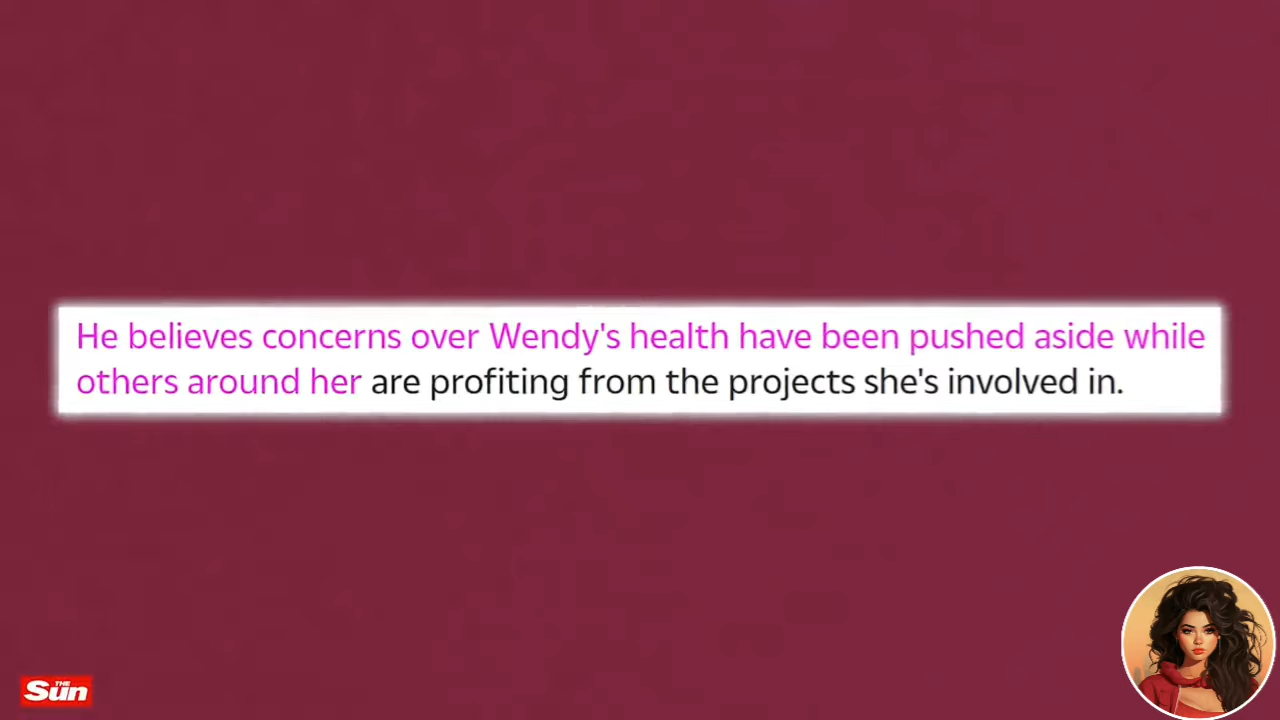 He believes concerns over Wendy's health have been pushed aside while
others around her are profiting from the projects she's involved in.
THE
Sun